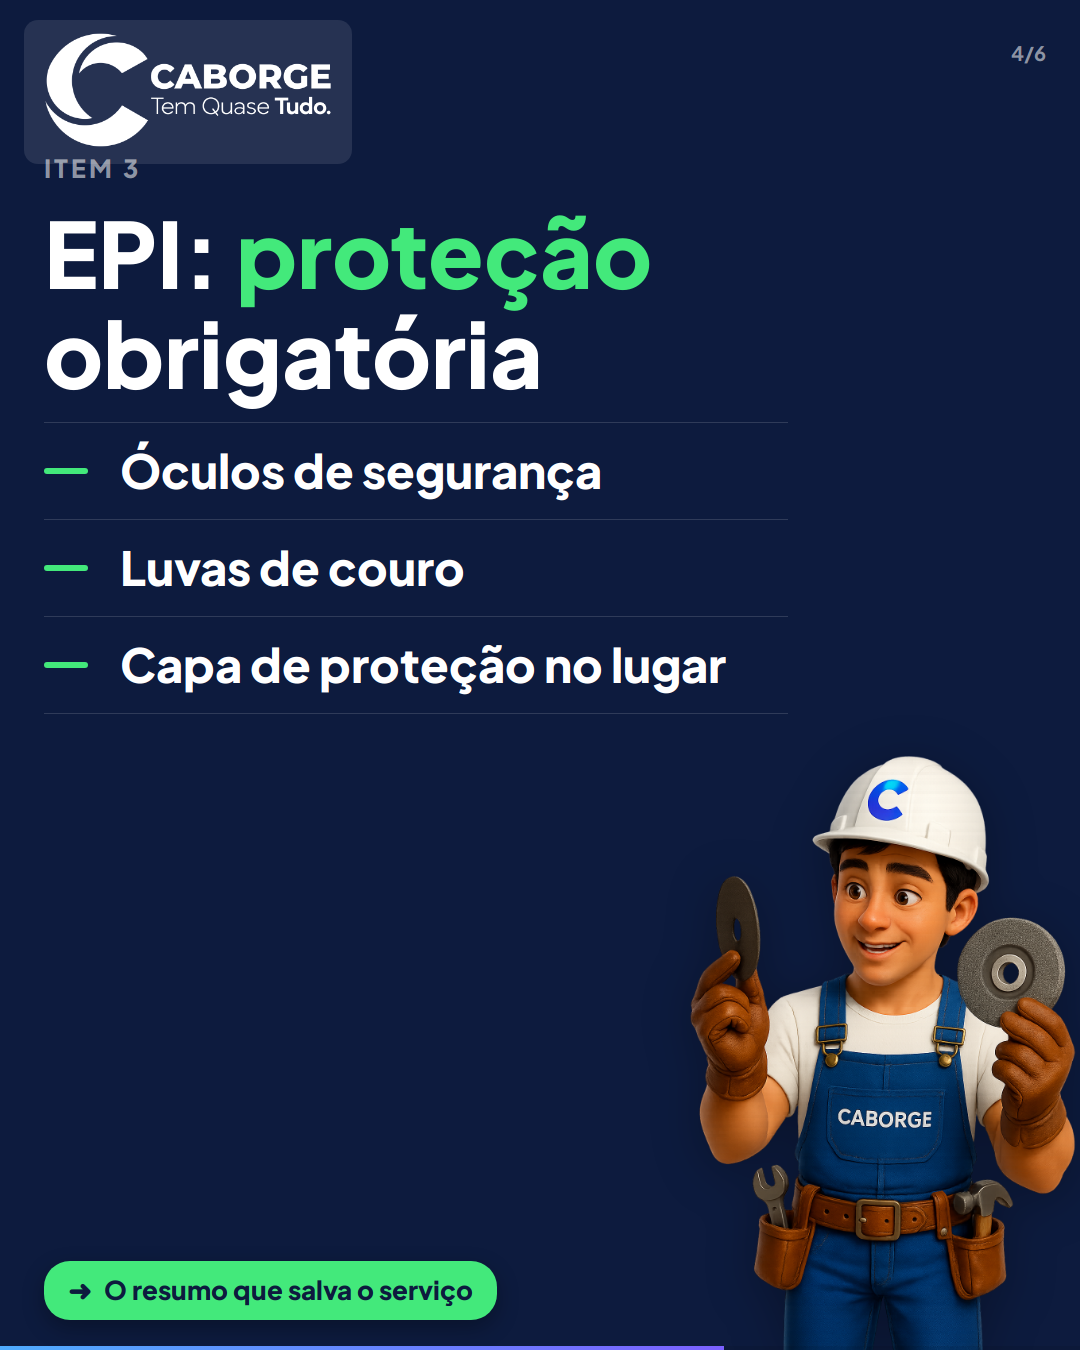 CABORGE
Tem Quase Tudo.
4/6
ITEM 3
EPI: proteção
obrigatória
Óculos de segurança
Luvas de couro
Capa de proteção no lugar
C
CABORGE
➜ O resumo que salva o serviço